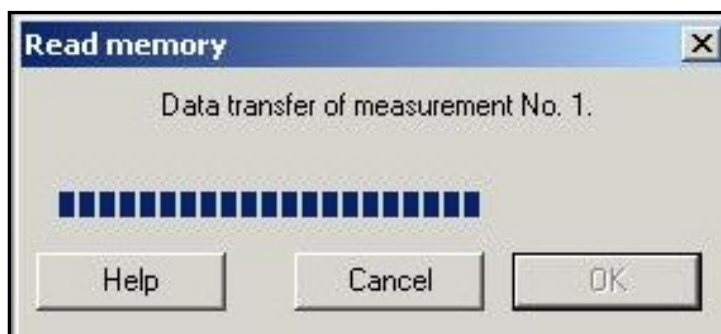 Read memory
Data transfer of measurement No. 1.
Help Cancel OK